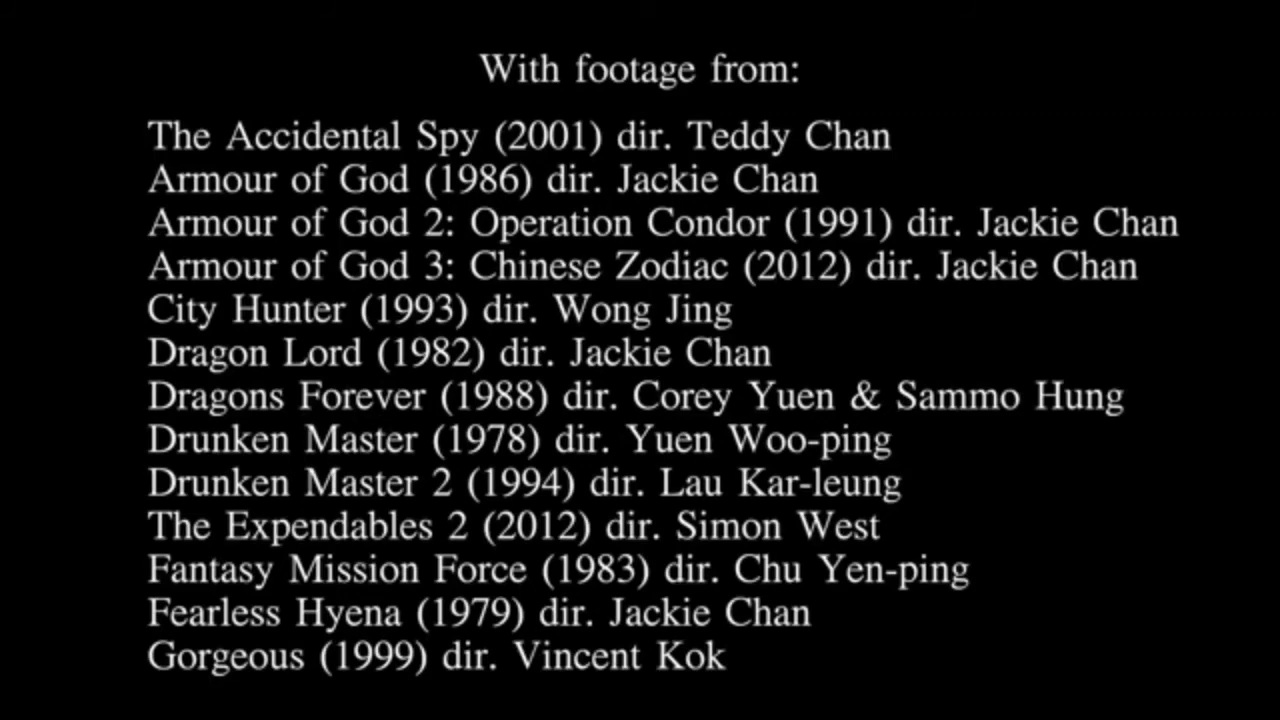 With footage from:
The Accidental Spy (2001) dir. Teddy Chan
Armour of God (1986) dir. Jackie Chan
Armour of God 2: Operation Condor (1991) dir. Jackie Chan
Armour of God 3: Chinese Zodiac (2012) dir. Jackie Chan
City Hunter (1993) dir. Wong Jing
Dragon Lord (1982) dir. Jackie Chan
Dragons Forever (1988) dir. Corey Yuen & Sammo Hung
Drunken Master (1978) dir. Yuen Woo-ping
Drunken Master 2 (1994) dir. Lau Kar-leung
The Expendables 2 (2012) dir. Simon West
Fantasy Mission Force (1983) dir. Chu Yen-ping
Fearless Hyena (1979) dir. Jackie Chan
Gorgeous (1999) dir. Vincent Kok